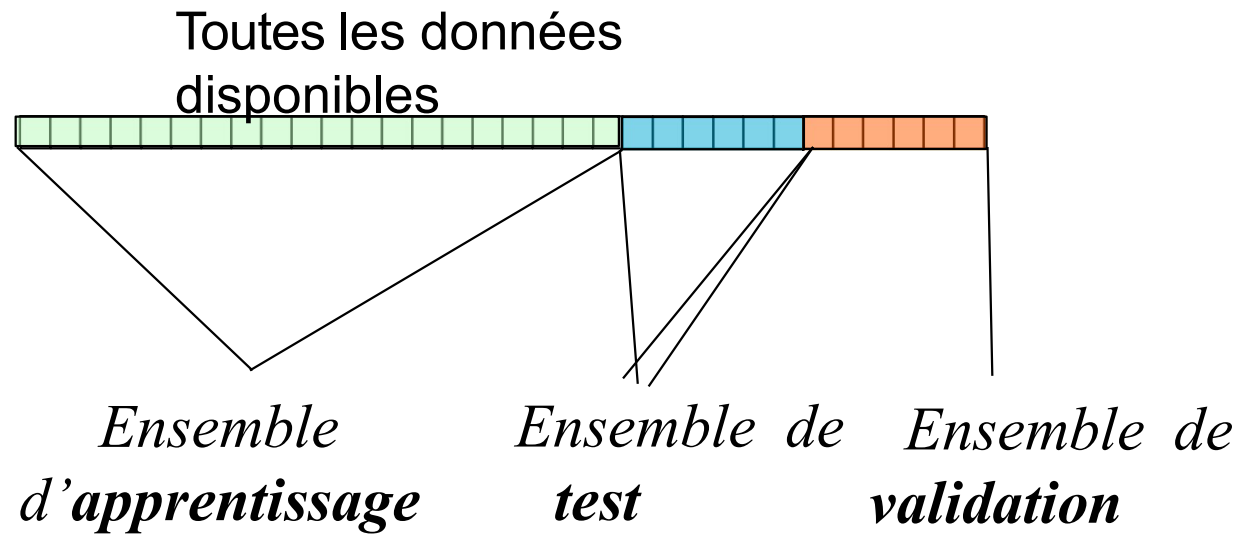 Toutes les données
disponibles
Ensemble
d’apprentissage
Ensemble de
test
Ensemble de
validation